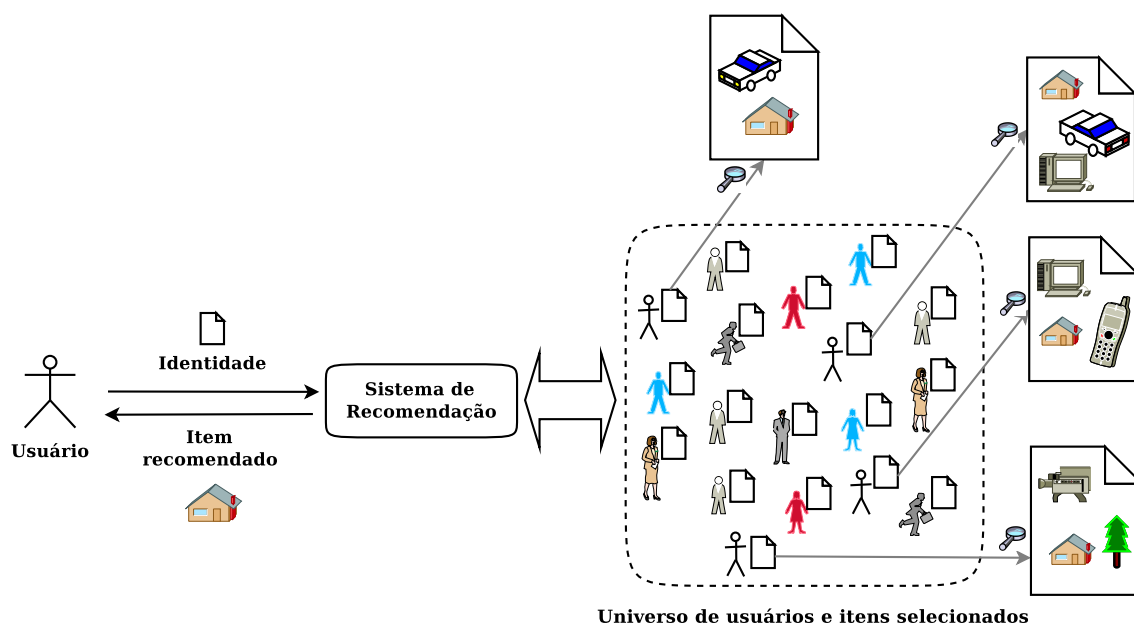 Identidade
Sistema de
Recomendação
Usuário
Item
recomendado
Universo de usuários e itens selecionados